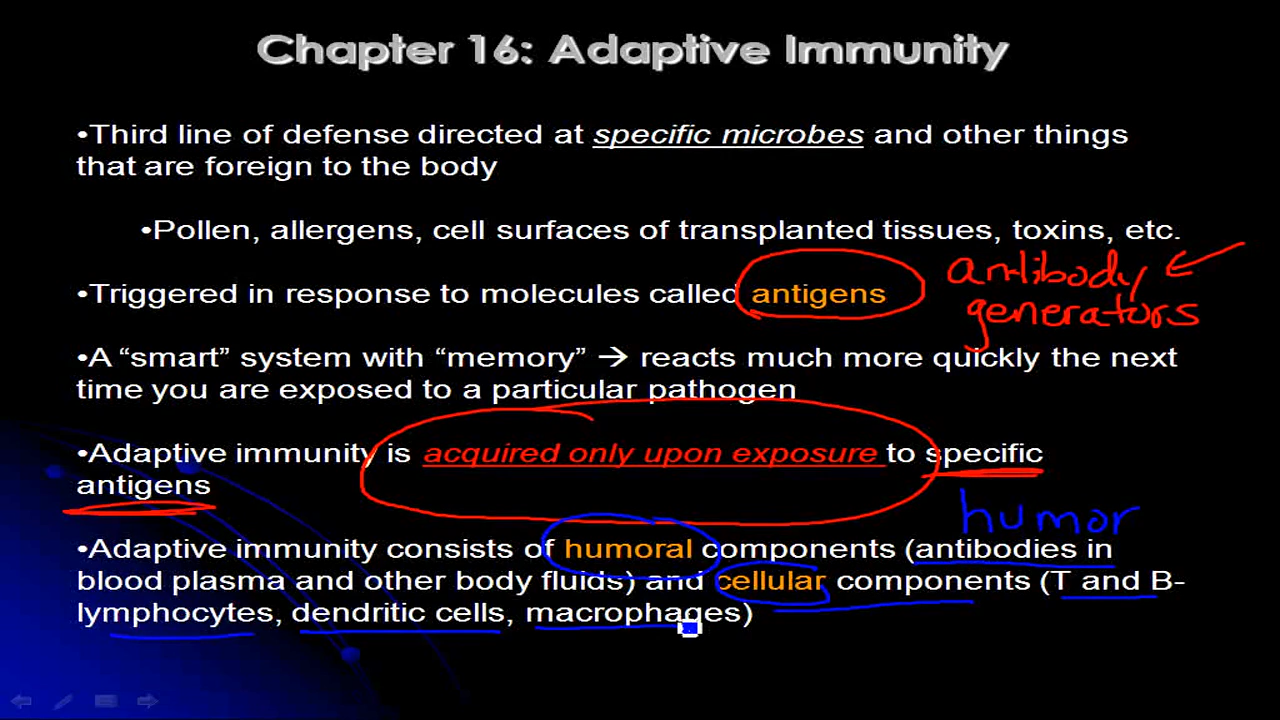 Chapter 16: Adaptive Immunity
•Third line of defense directed at specific microbes and other things
that are foreign to the body
•Pollen, allergens, cell surfaces of transplanted tissues, toxins, etc.
•Triggered in response to molecules called antigens
antibody
generators
•A “smart” system with “memory” → reacts much more quickly the next
time you are exposed to a particular pathogen
•Adaptive immunity is acquired only upon exposure to specific
antigens
humor
•Adaptive immunity consists of humoral components (antibodies in
blood plasma and other body fluids) and cellular components (T and B-
lymphocytes, dendritic cells, macrophages)